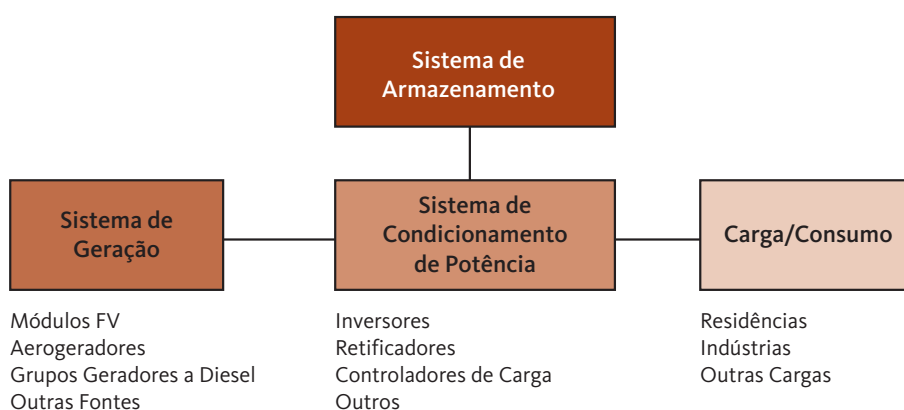 Sistema de
Armazenamento
Sistema de
Geração
Sistema de
Condicionamento
de Potência
Carga/Consumo
Módulos FV
Aerogeradores
Grupos Geradores a Diesel
Outras Fontes
Inversores
Retificadores
Controladores de Carga
Outros
Residências
Indústrias
Outras Cargas